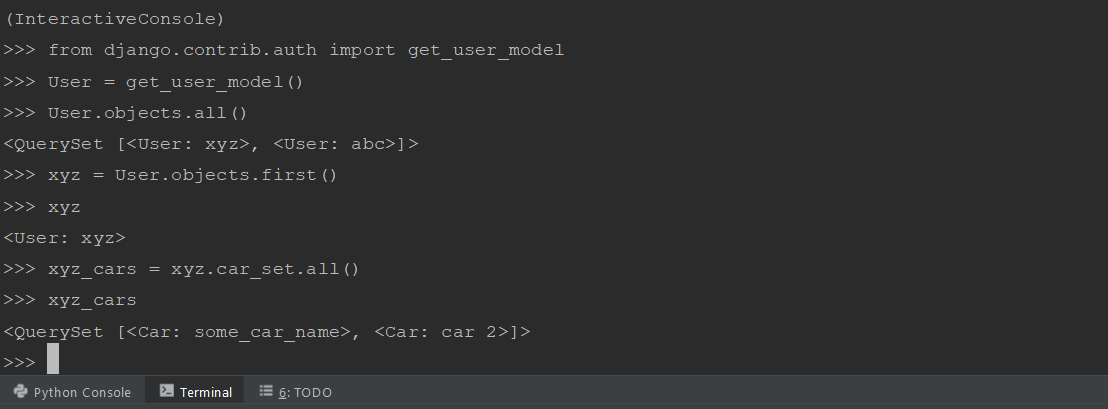 (InteractiveConsole)
>>> from django.contrib.auth import get_user_model
>>> User = get_user_model()
>>> User.objects.all()
<QuerySet [<User: xyz>, <User: abc>]>
>>> xyz = User.objects.first()
>>> xyz
<User: xyz>
>>> xyz_cars = xyz.car_set.all()
>>> xyz_cars
<QuerySet [<Car: some_car_name>, <Car: car 2>]>
>>>
Python Console Terminal 6: TODO